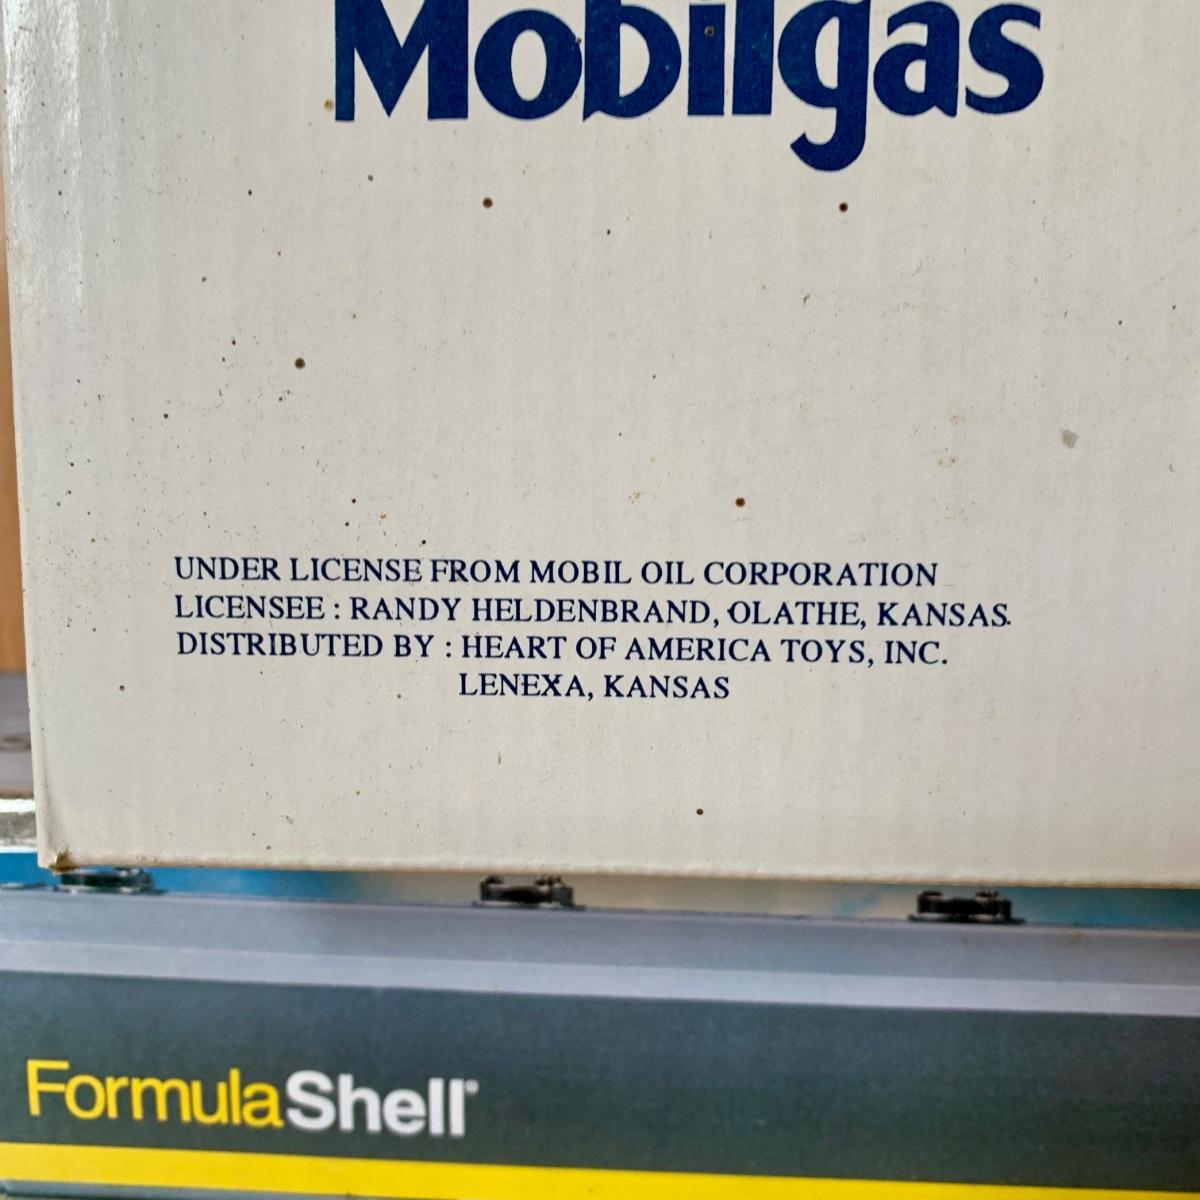 Mobilgas
UNDER LICENSE FROM MOBIL OIL CORPORATION
LICENSEE : RANDY HELDENBRAND, OLATHE, KANSAS.
DISTRIBUTED BY : HEART OF AMERICA TOYS, INC.
LENEXA, KANSAS
FormulaShell®